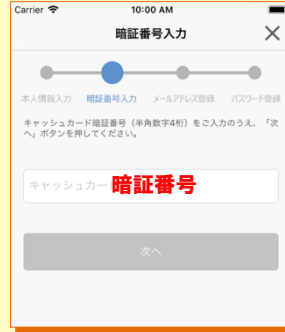 Carrier 10:00 AM
暗証番号入力
本人情報入力 暗証番号入力 メールアドレス登録 パスワード登録
キャッシュカード暗証番号（半角数字4桁）をご入力のうえ、「次
へ」ボタンを押してください。
キャッシュカード暗証番号
次へ